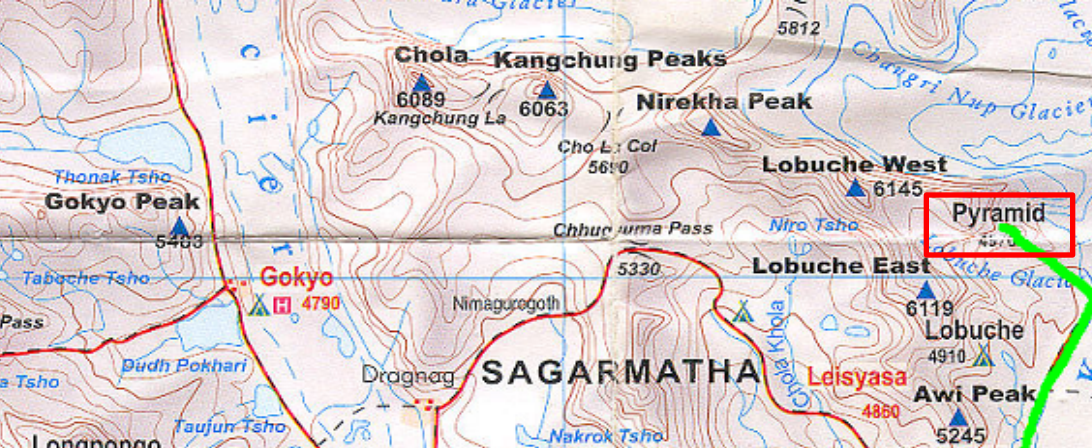 5812
Changri Nup Glacier
Chola
Kangchung Peaks
6089
6063
Kangchung La
Nirekha Peak
Cho La Col
5690
Lobuche West
6145
Thonak Tsho
Gokyo Peak
5483
Pyramid
Niro Tsho
Pass
5330
Lobuche East
6119
Taboche Tsho
Gokyo
4790
Nimagurogoth
Lobuche
4910
Pass
Dudh Pokhari
Dragnag
SAGARMATHA
Chola Khola
Leisyasa
4860
Awi Peak
5245
a Tsho
Taujun Tsho
Nakrok Tsho
Longpongo